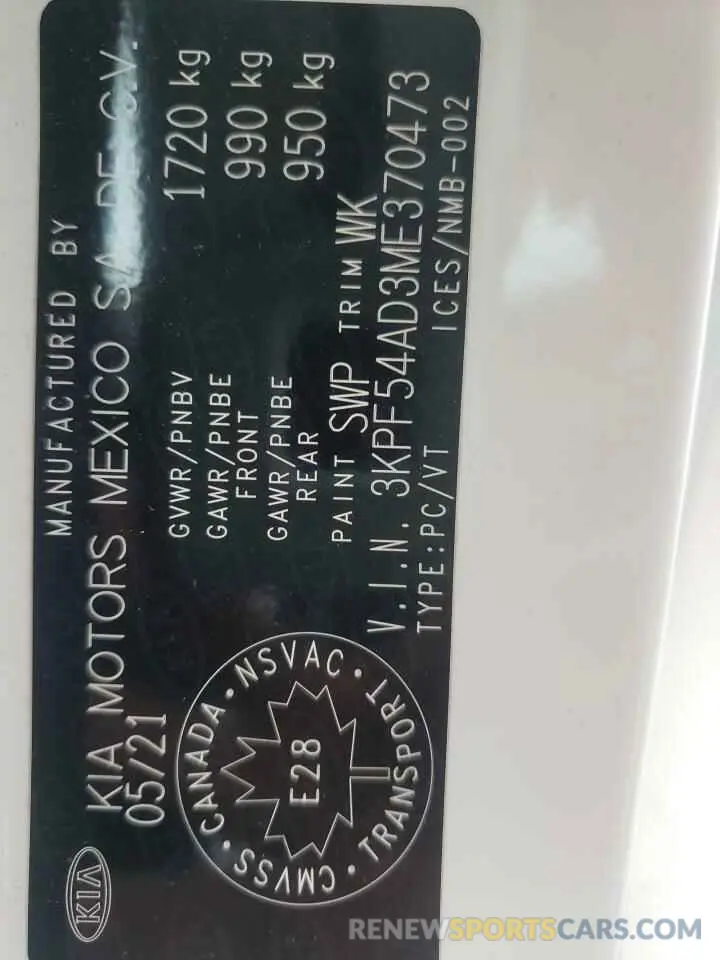 MANUFACTURED BY
KIA MOTORS MEXICO S.A. DE C.V.
05/21
GVWR/PNBV 1720 kg
GAWR/PNBE FRONT 990 kg
GAWR/PNBE REAR 950 kg
PAINT SWP TRIM WK
V.I.N. 3KPF54AD3ME370473
TYPE:PC/VT ICES/NMB-002
KIA
CANADA • NSVAC • TRANSPORT • CMVSS •
E28
RENEWSPORTSCARS.COM